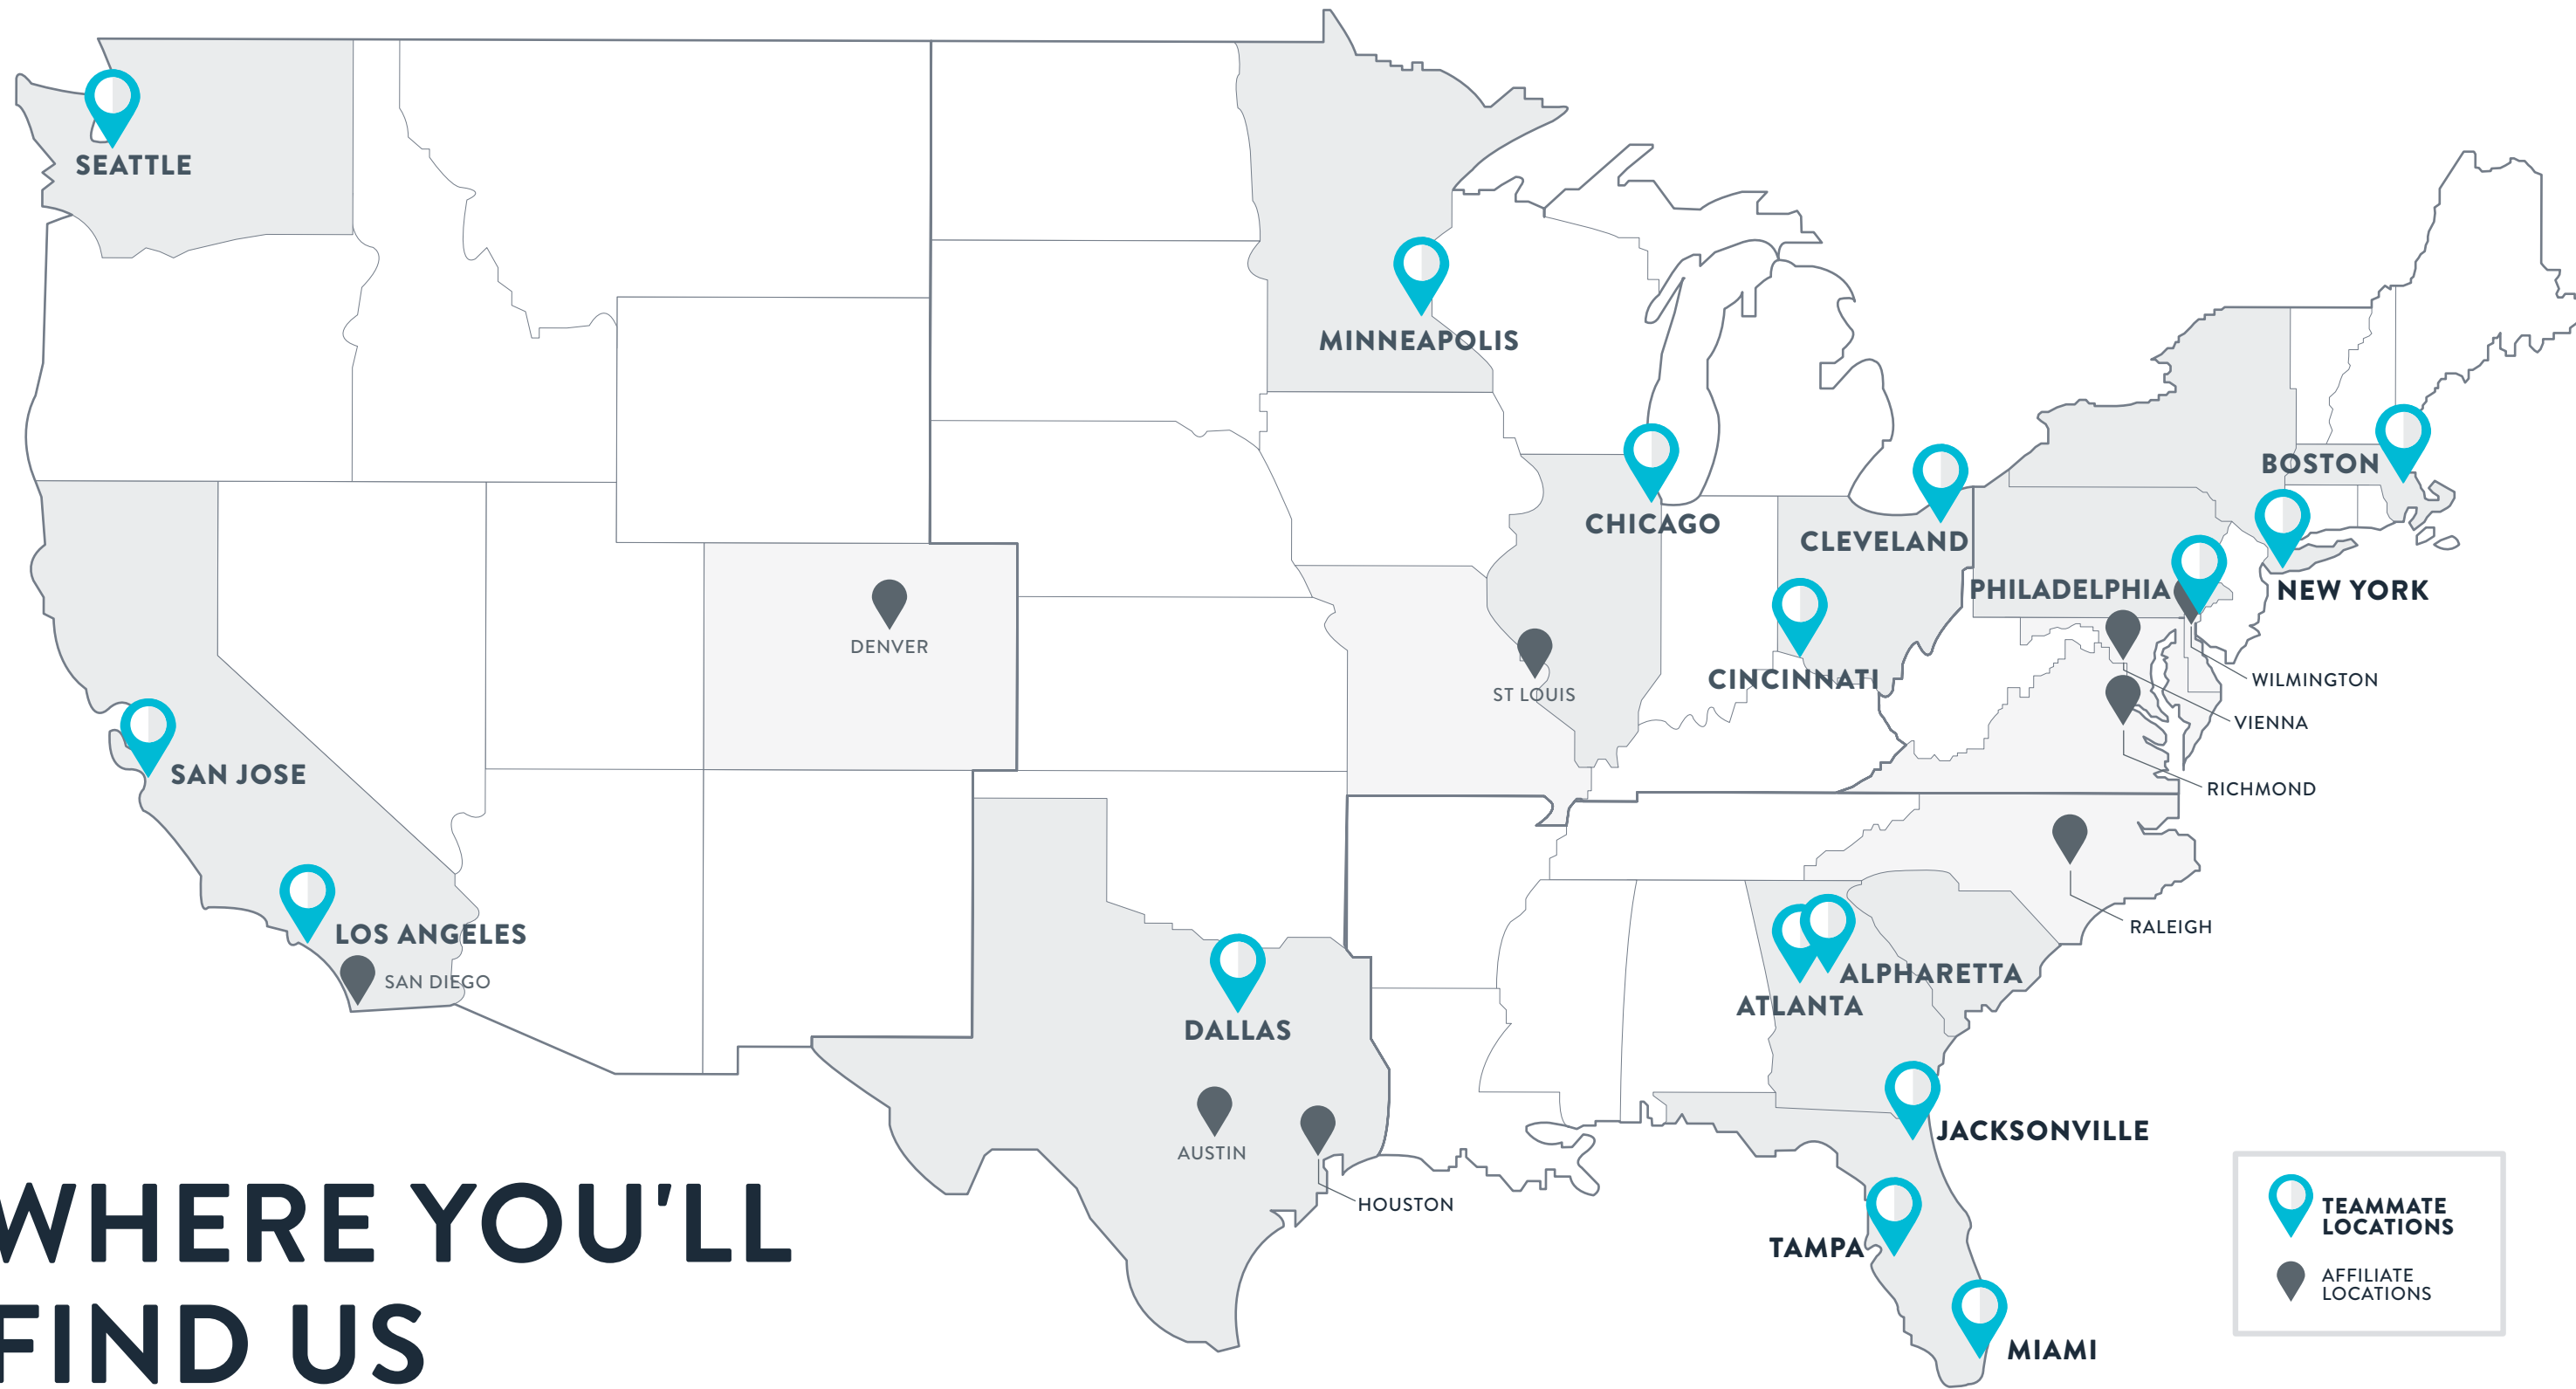 SEATTLE
MINNEAPOLIS
BOSTON
CHICAGO
CLEVELAND
PHILADELPHIA
NEW YORK
DENVER
CINCINNATI
ST LOUIS
WILMINGTON
VIENNA
SAN JOSE
RICHMOND
LOS ANGELES
RALEIGH
SAN DIEGO
ALPHARETTA
ATLANTA
DALLAS
JACKSONVILLE
AUSTIN
HOUSTON
TAMPA
MIAMI
WHERE YOU'LL
FIND US
TEAMMATE
LOCATIONS
AFFILIATE
LOCATIONS